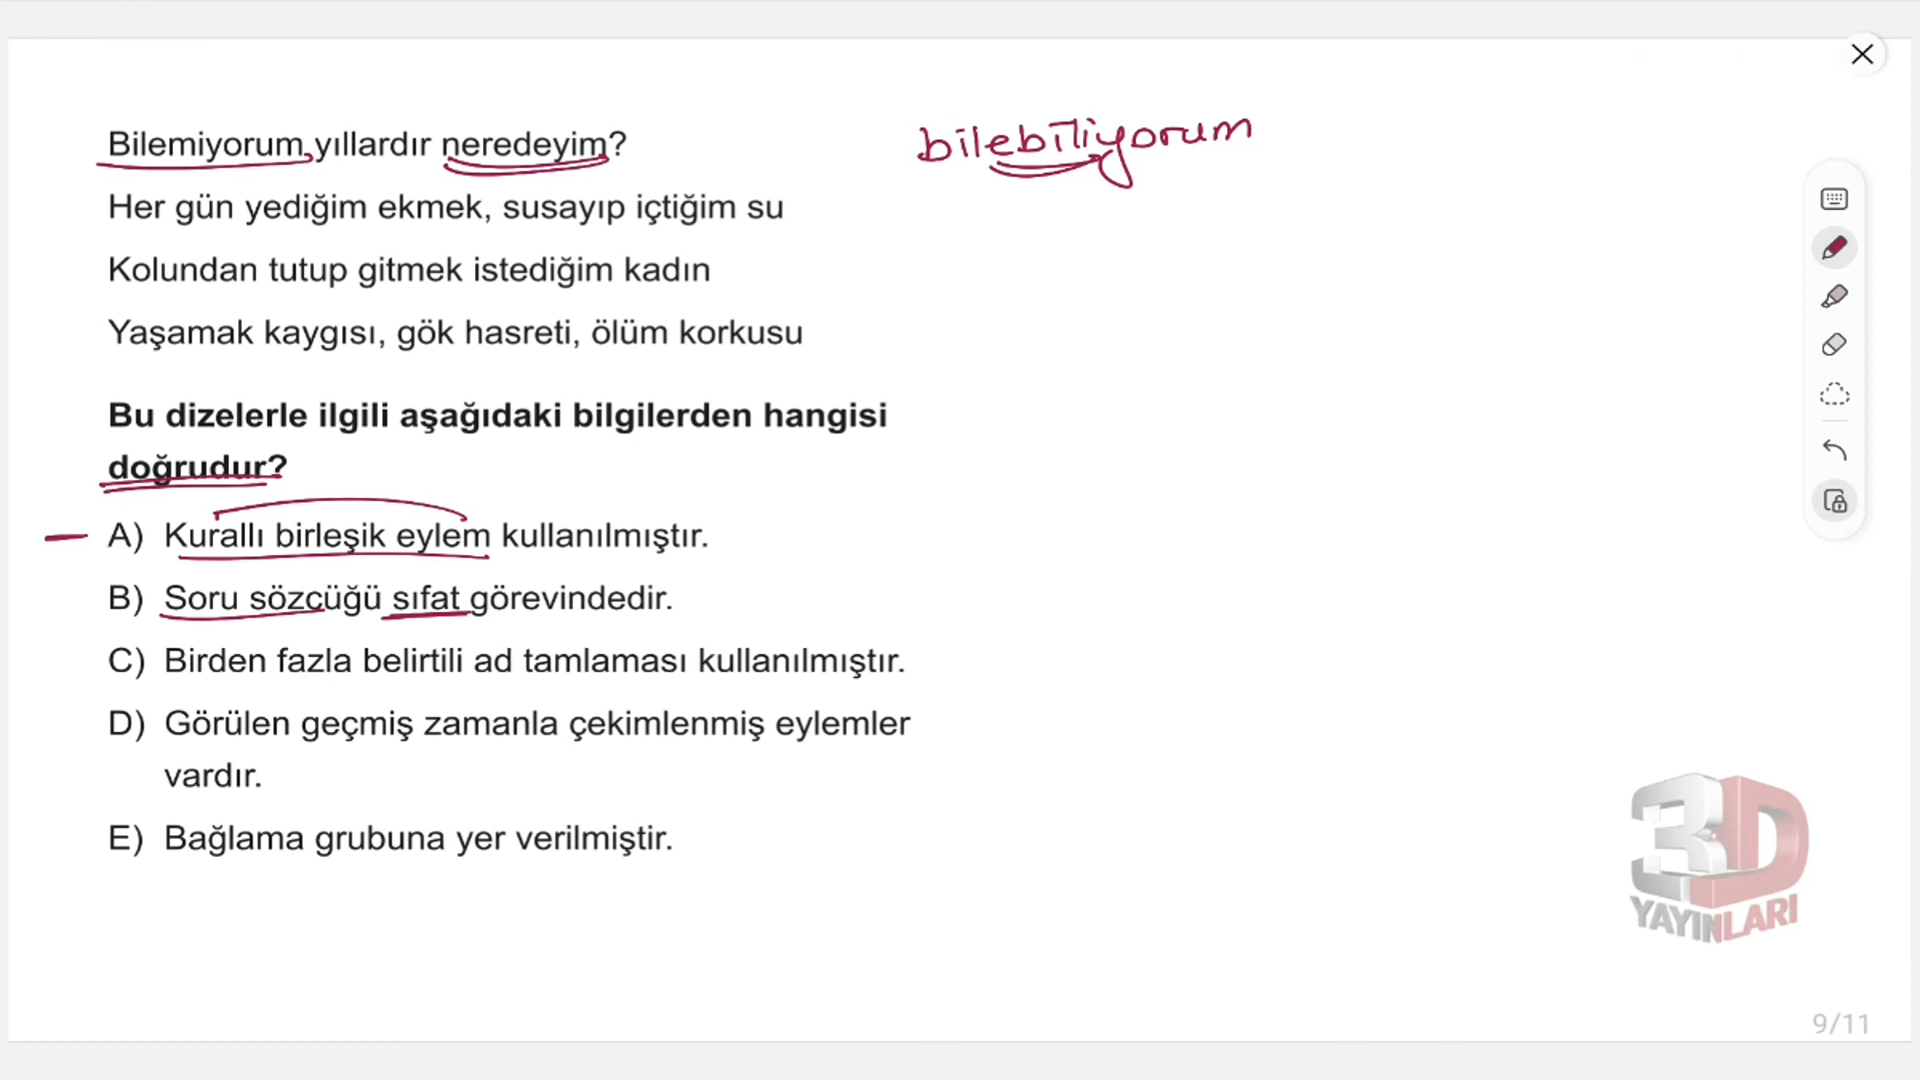 Bilemiyorum yıllardır neredeyim?
bilebiliyorum
Her gün yediğim ekmek, susayıp içtiğim su
Kolundan tutup gitmek istediğim kadın
Yaşamak kaygısı, gök hasreti, ölüm korkusu
Bu dizelerle ilgili aşağıdaki bilgilerden hangisi
doğrudur?
A) Kurallı birleşik eylem kullanılmıştır.
B) Soru sözcüğü sıfat görevindedir.
C) Birden fazla belirtili ad tamlaması kullanılmıştır.
D) Görülen geçmiş zamanla çekimlenmiş eylemler
vardır.
E) Bağlama grubuna yer verilmiştir.
3D
YAYINLARI
9/11